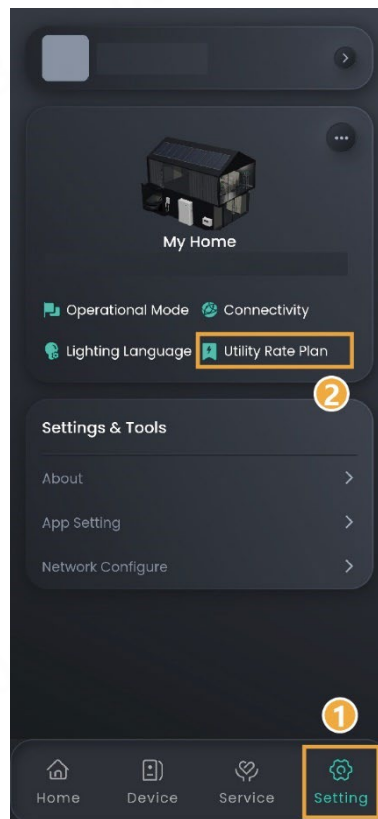 My Home
Operational Mode Connectivity
Lighting Language Utility Rate Plan
2
Settings & Tools
About
App Setting
Network Configure
1
Home Device Service Setting